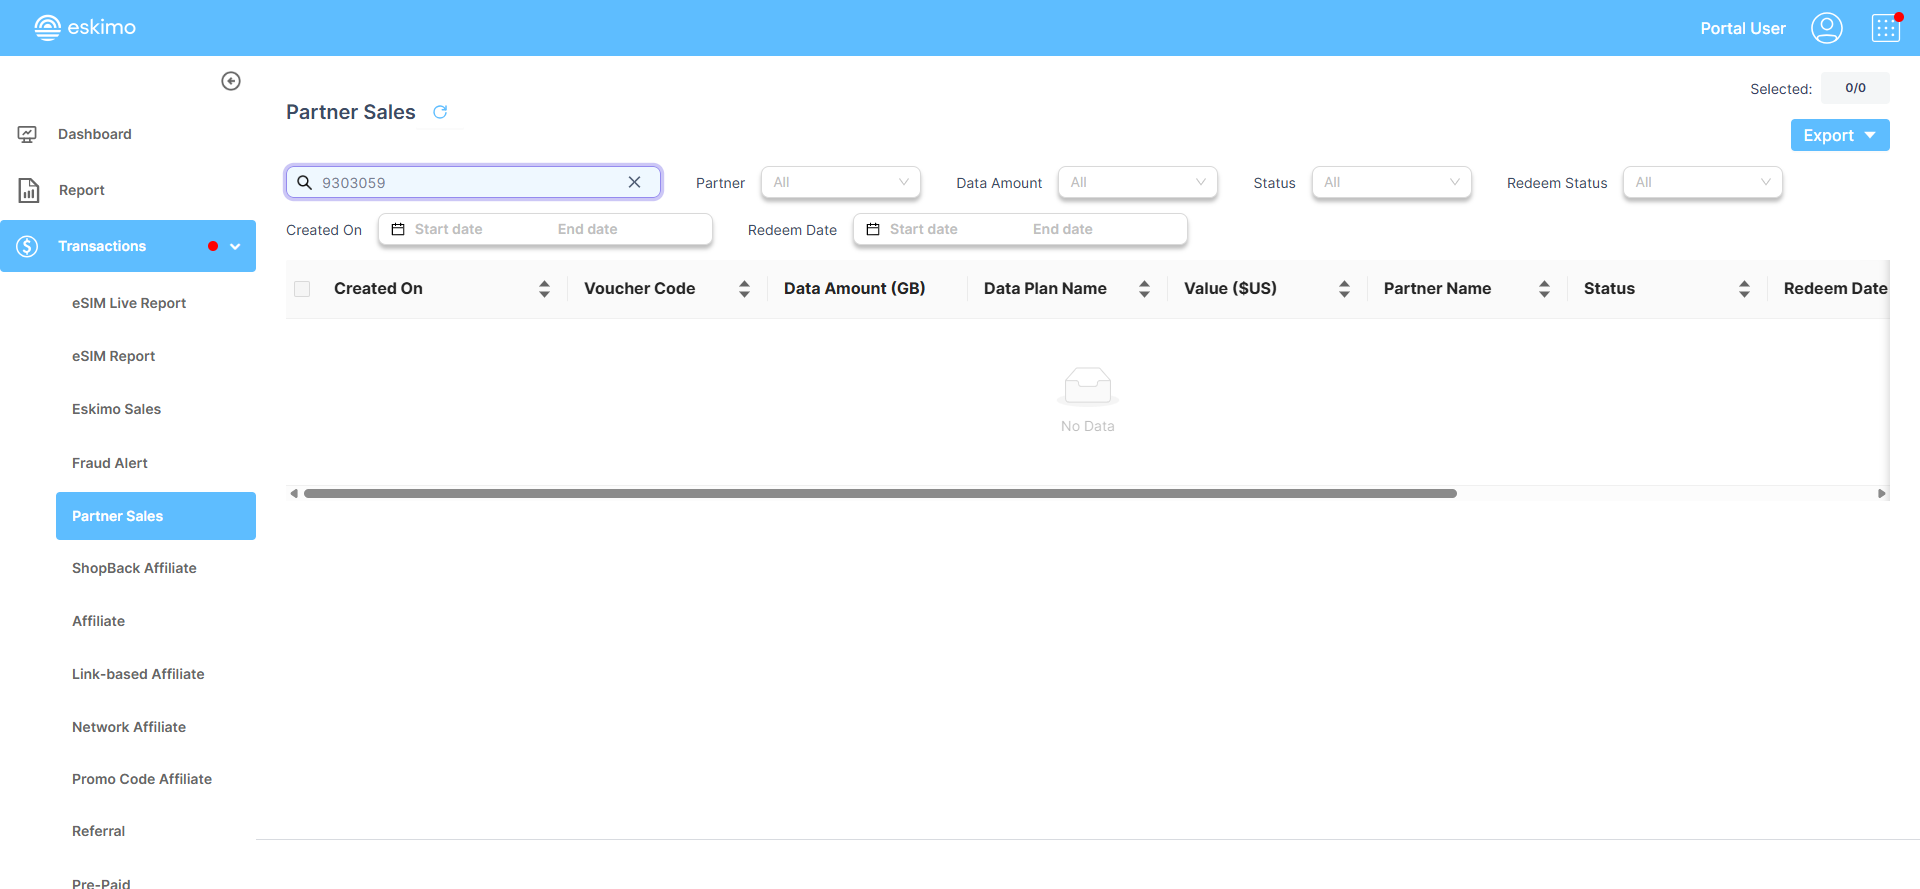 eskimo
Portal User
Selected: 0/0
Partner Sales
Export
Dashboard
Report
Transactions
eSIM Live Report
eSIM Report
Eskimo Sales
Fraud Alert
Partner Sales
ShopBack Affiliate
Affiliate
Link-based Affiliate
Network Affiliate
Promo Code Affiliate
Referral
Pre-Paid
9303059 Partner All Data Amount All Status All Redeem Status All
Created On Start date End date Redeem Date Start date End date
Created On Voucher Code Data Amount (GB) Data Plan Name Value ($US) Partner Name Status Redeem Date
No Data